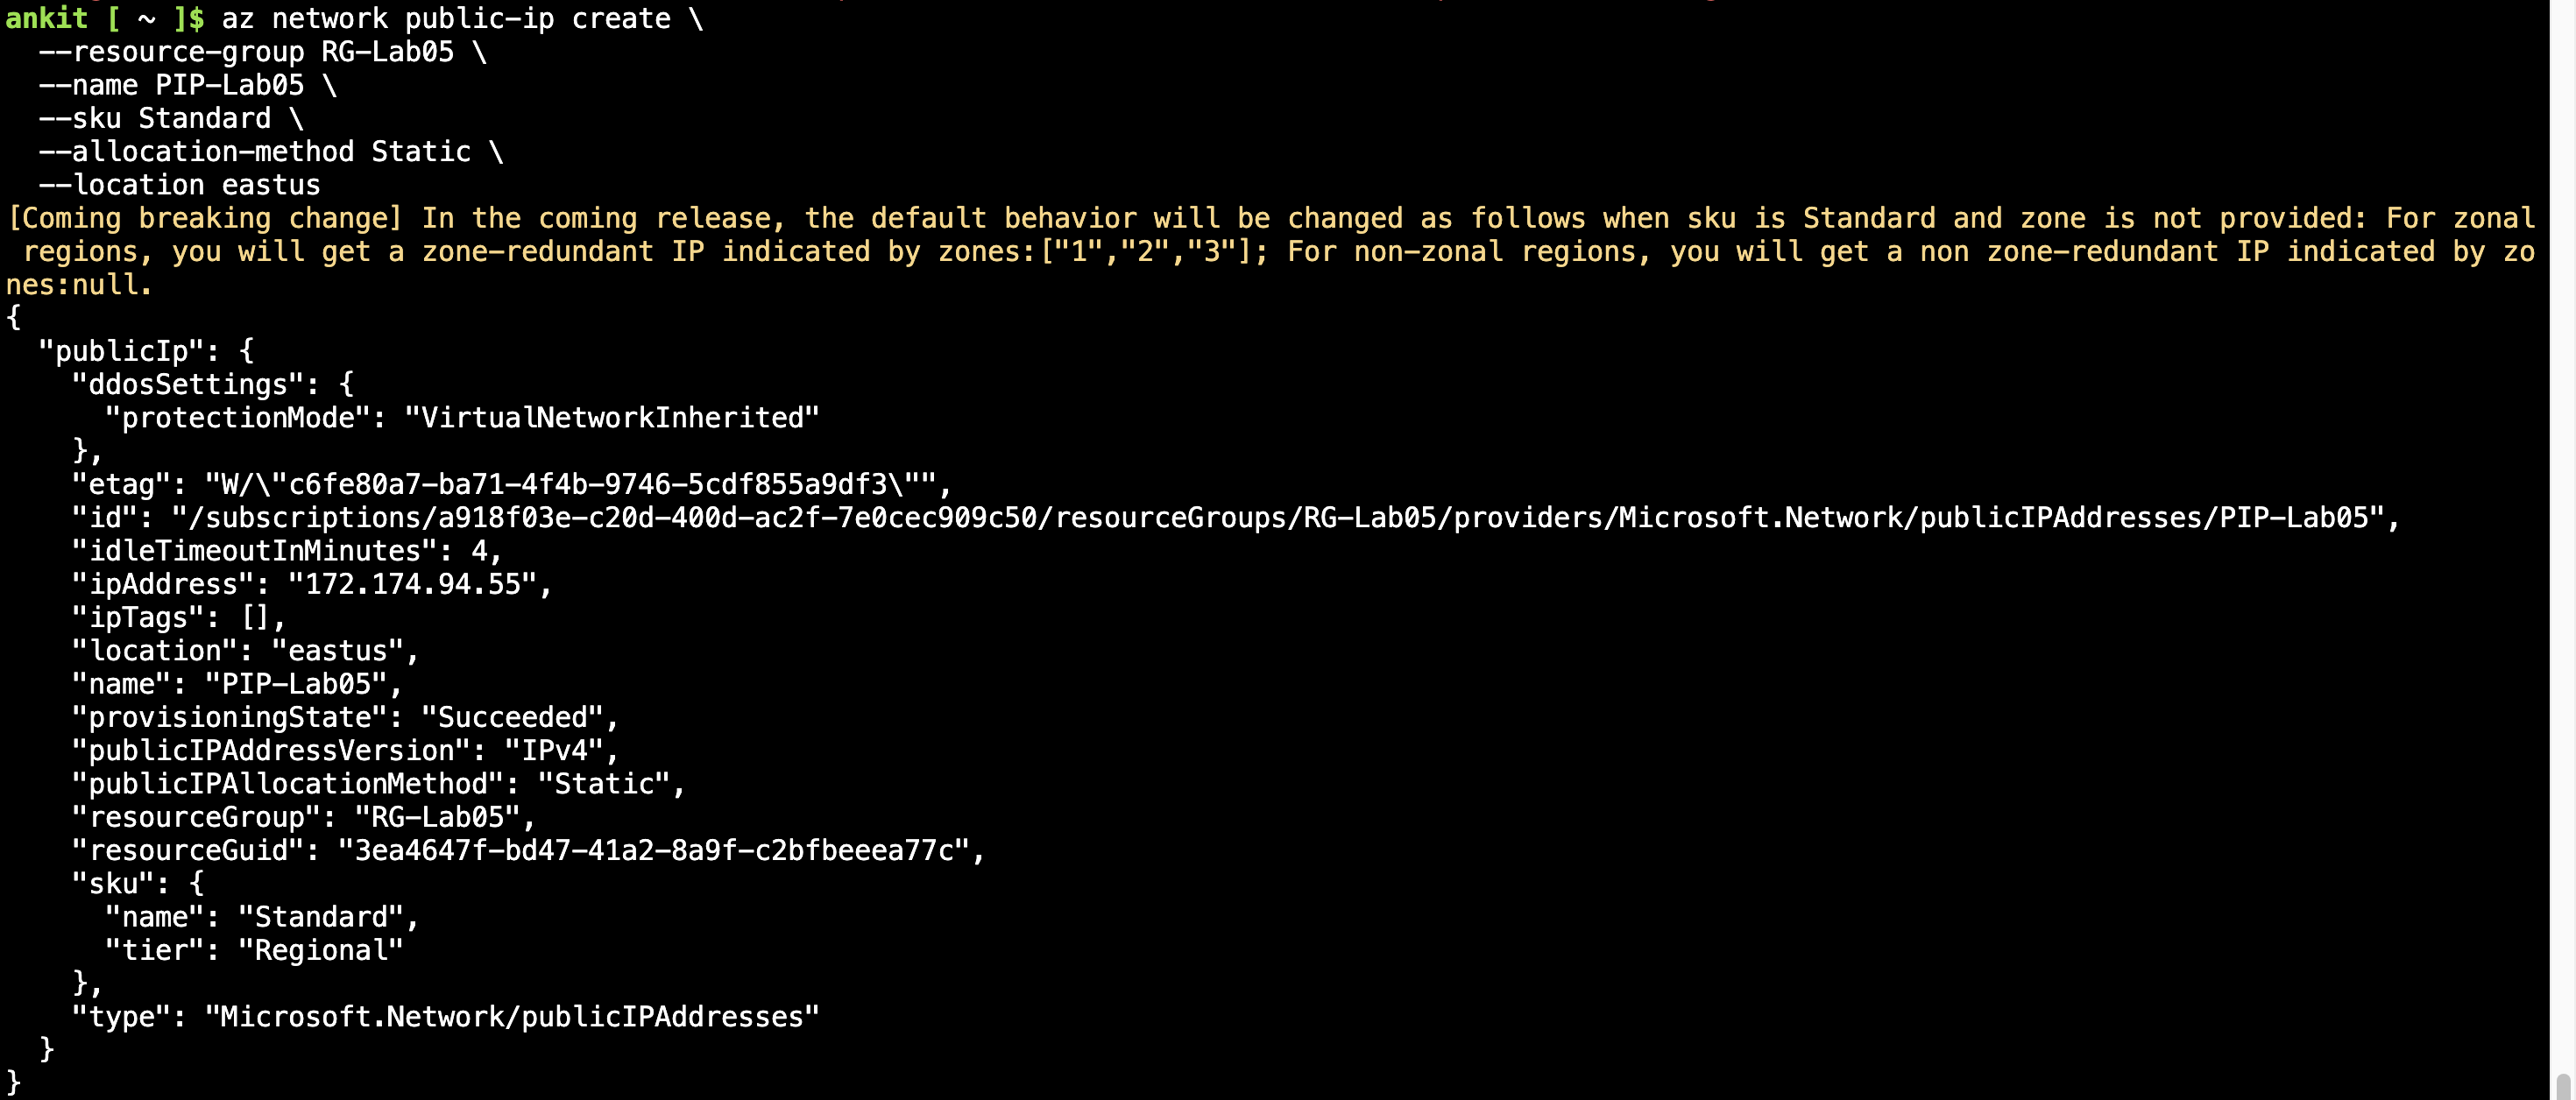 ankit [ ~ ]$ az network public-ip create \
  --resource-group RG-Lab05 \
  --name PIP-Lab05 \
  --sku Standard \
  --allocation-method Static \
  --location eastus
[Coming breaking change] In the coming release, the default behavior will be changed as follows when sku is Standard and zone is not provided: For zonal
 regions, you will get a zone-redundant IP indicated by zones:["1","2","3"]; For non-zonal regions, you will get a non zone-redundant IP indicated by zo
nes:null.
{
  "publicIp": {
    "ddosSettings": {
      "protectionMode": "VirtualNetworkInherited"
    },
    "etag": "W/\"c6fe80a7-ba71-4f4b-9746-5cdf855a9df3\"",
    "id": "/subscriptions/a918f03e-c20d-400d-ac2f-7e0cec909c50/resourceGroups/RG-Lab05/providers/Microsoft.Network/publicIPAddresses/PIP-Lab05",
    "idleTimeoutInMinutes": 4,
    "ipAddress": "172.174.94.55",
    "ipTags": [],
    "location": "eastus",
    "name": "PIP-Lab05",
    "provisioningState": "Succeeded",
    "publicIPAddressVersion": "IPv4",
    "publicIPAllocationMethod": "Static",
    "resourceGroup": "RG-Lab05",
    "resourceGuid": "3ea4647f-bd47-41a2-8a9f-c2bfbeeea77c",
    "sku": {
      "name": "Standard",
      "tier": "Regional"
    },
    "type": "Microsoft.Network/publicIPAddresses"
  }
}